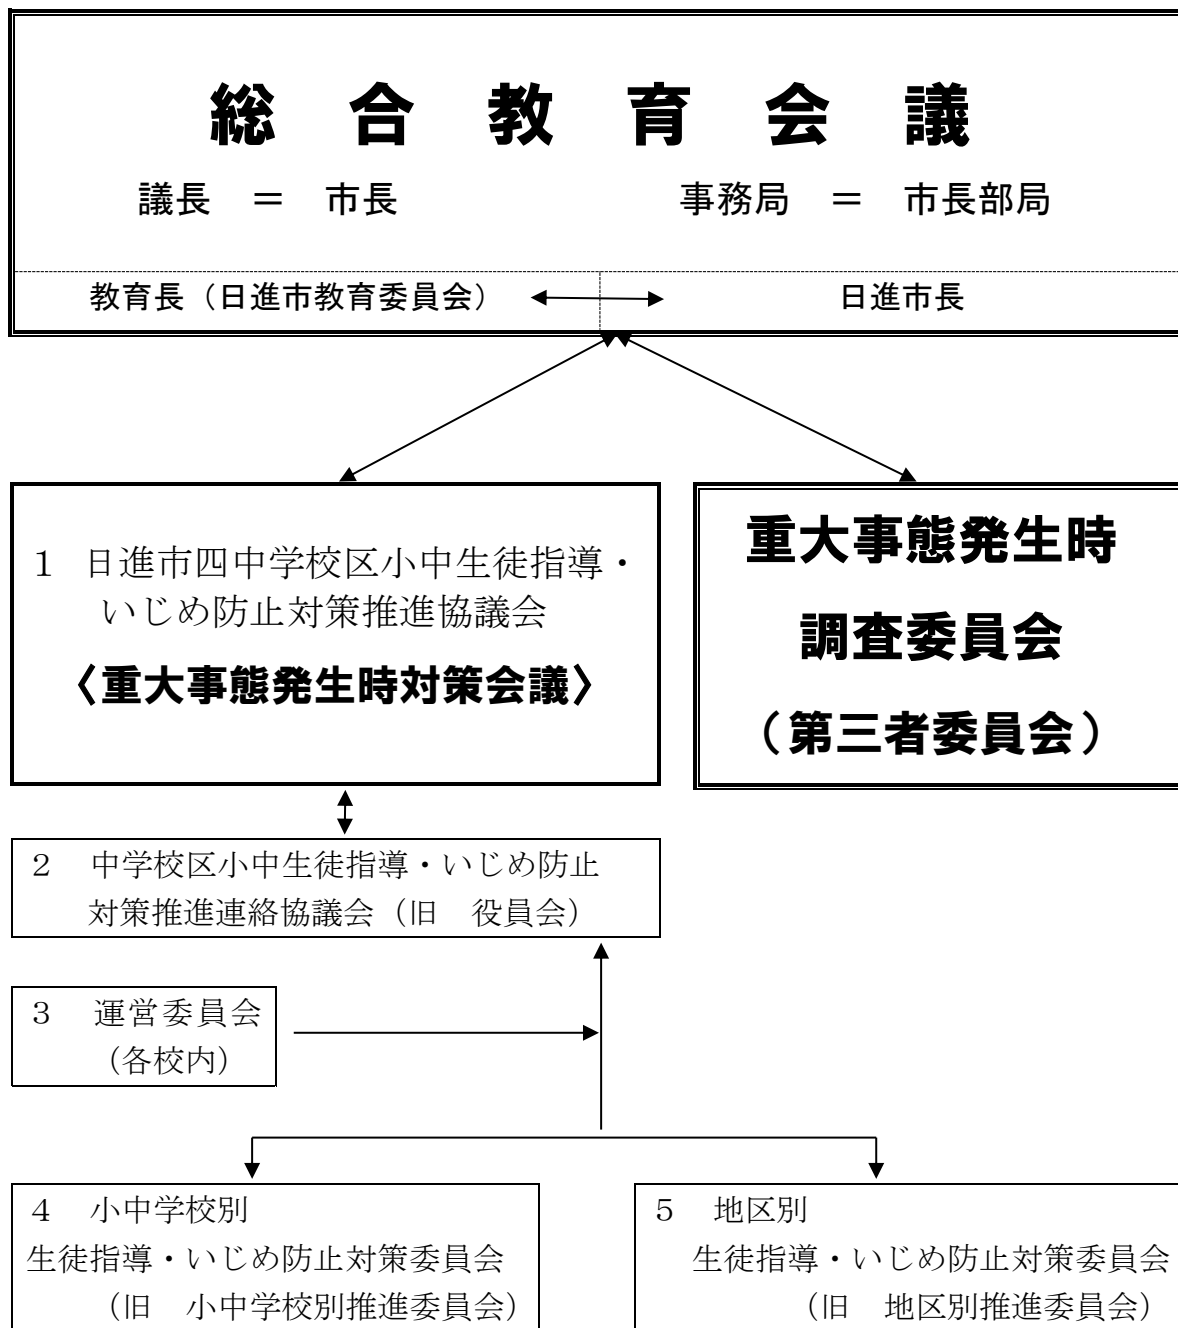 総合教育会議
議長 ＝ 市長 事務局 ＝ 市長部局
教育長（日進市教育委員会） 日進市長
１ 日進市四中学校区小中生徒指導・
いじめ防止対策推進協議会
〈重大事態発生時対策会議〉
重大事態発生時
調査委員会
（第三者委員会）
２ 中学校区小中生徒指導・いじめ防止
対策推進連絡協議会（旧 役員会）
３ 運営委員会
（各校内）
４ 小中学校別
生徒指導・いじめ防止対策委員会
（旧 小中学校別推進委員会）
５ 地区別
生徒指導・いじめ防止対策委員会
（旧 地区別推進委員会）